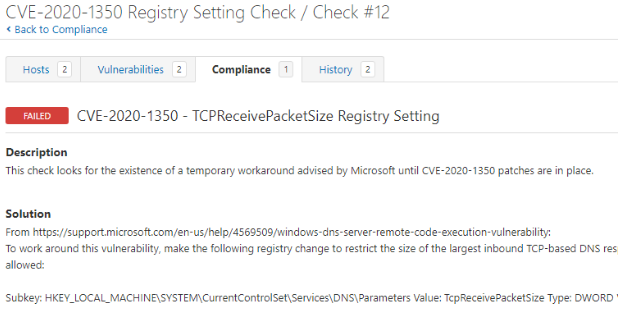 CVE-2020-1350 Registry Setting Check / Check #12
Back to Compliance
Hosts 2 Vulnerabilities 2 Compliance 1 History 2
FAILED CVE-2020-1350 - TCPReceivePacketSize Registry Setting
Description
This check looks for the existence of a temporary workaround advised by Microsoft until CVE-2020-1350 patches are in place.
Solution
From https://support.microsoft.com/en-us/help/4569509/windows-dns-server-remote-code-execution-vulnerability:
To work around this vulnerability, make the following registry change to restrict the size of the largest inbound TCP-based DNS res
allowed:
Subkey: HKEY_LOCAL_MACHINE\SYSTEM\CurrentControlSet\Services\DNS\Parameters Value: TcpReceivePacketSize Type: DWORD